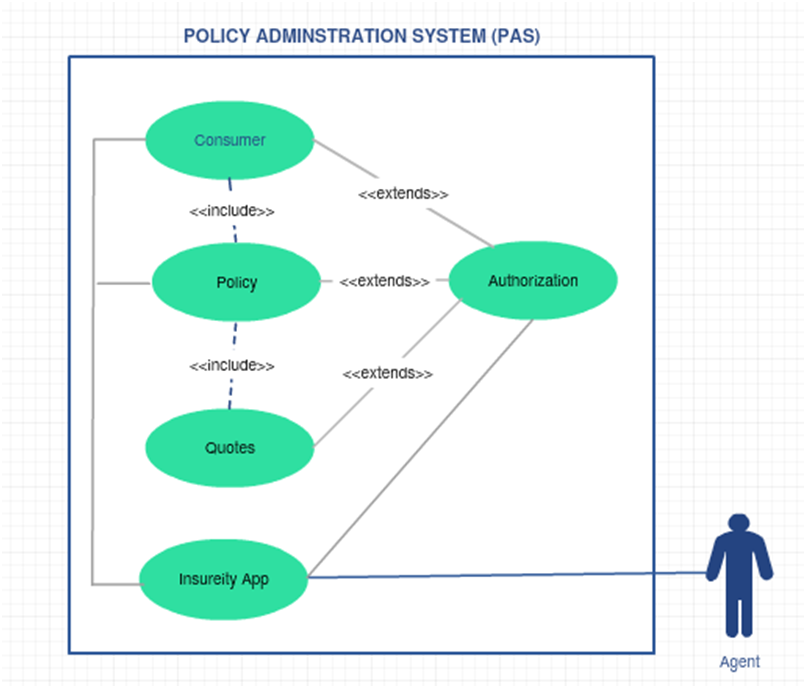 POLICY ADMINSTRATION SYSTEM (PAS)
Consumer
<<extends>>
<<include>>
Policy
<<extends>>
Authorization
<<include>>
<<extends>>
Quotes
Insureity App
Agent